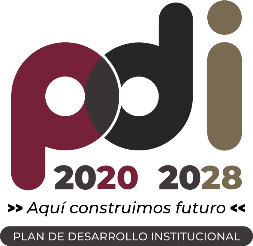 pdi
2020 2028
>> Aquí construimos futuro <<
PLAN DE DESARROLLO INSTITUCIONAL